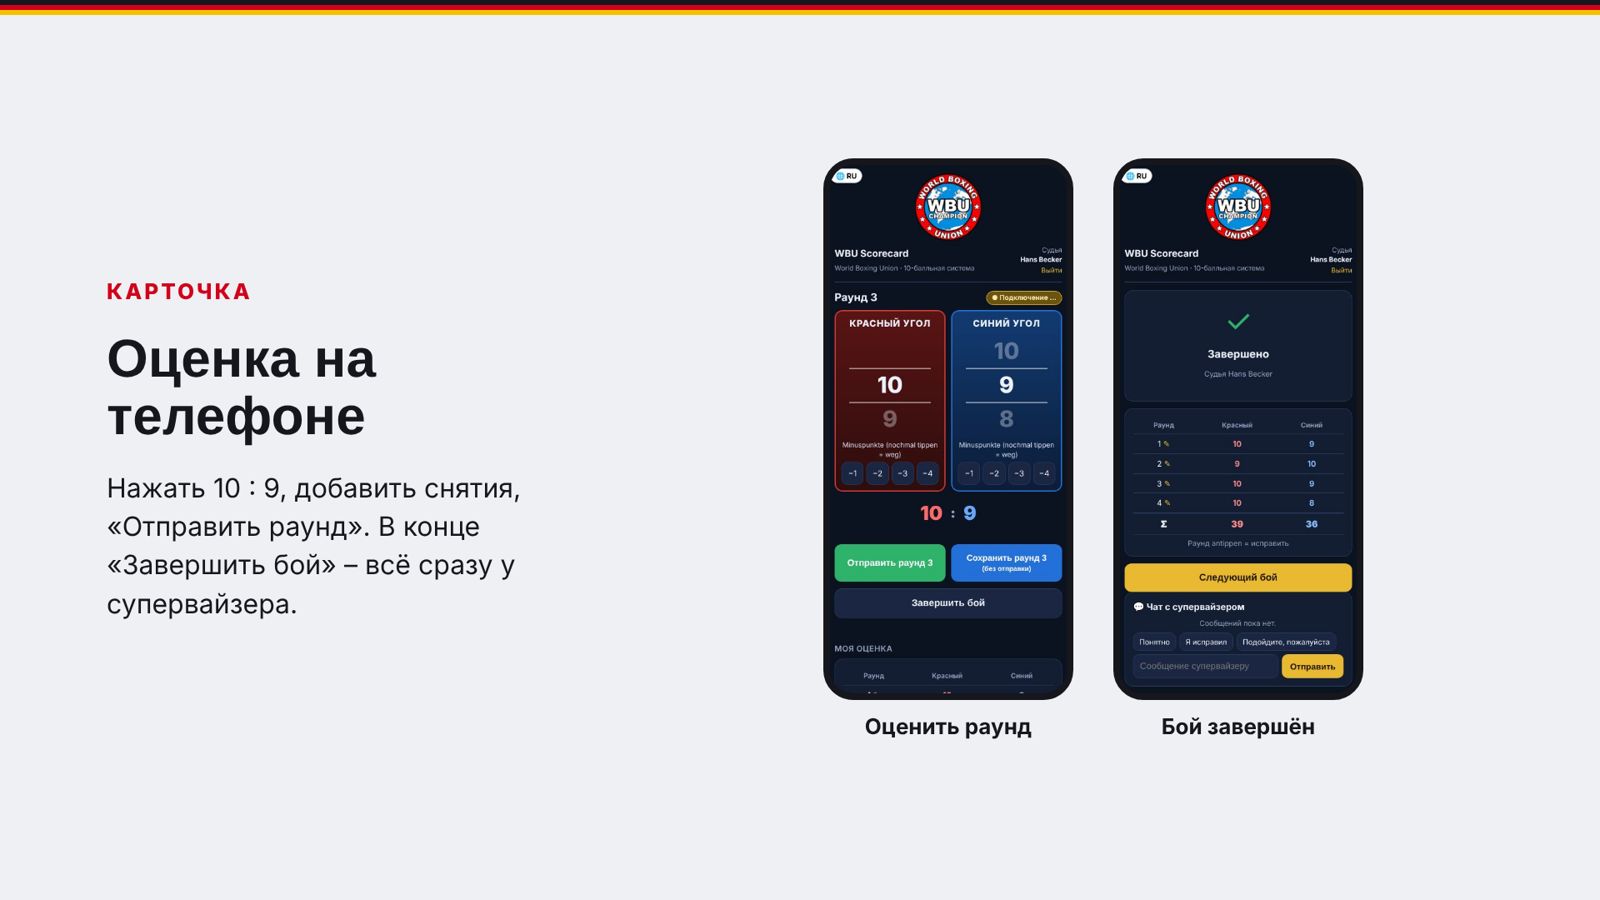 КАРТОЧКА
Оценка на
телефоне
Нажать 10 : 9, добавить снятия,
«Отправить раунд». В конце
«Завершить бой» – всё сразу у
супервайзера.
RU
WORLD BOXING
WBU
CHAMPION
UNION
WBU Scorecard
World Boxing Union · 10-балльная система
Судья
Hans Becker
Выйти
Раунд 3
Подключение ...
КРАСНЫЙ УГОЛ
10
9
Minuspunkte (nochmal tippen
= weg)
−1 −2 −3 −4
СИНИЙ УГОЛ
10
9
8
Minuspunkte (nochmal tippen
= weg)
−1 −2 −3 −4
10 : 9
Отправить раунд 3
Сохранить раунд 3
(без отправки)
Завершить бой
МОЯ ОЦЕНКА
Раунд Красный Синий
Оценить раунд
RU
WORLD BOXING
WBU
CHAMPION
UNION
WBU Scorecard
World Boxing Union · 10-балльная система
Судья
Hans Becker
Выйти
Завершено
Судья Hans Becker
Раунд Красный Синий
1 ✎ 10 9
2 ✎ 9 10
3 ✎ 10 9
4 ✎ 10 8
Σ 39 36
Раунд antippen = исправить
Следующий бой
💬 Чат с супервайзером
Сообщений пока нет.
Понятно Я исправил Подойдите, пожалуйста
Сообщение супервайзеру Отправить
Бой завершён